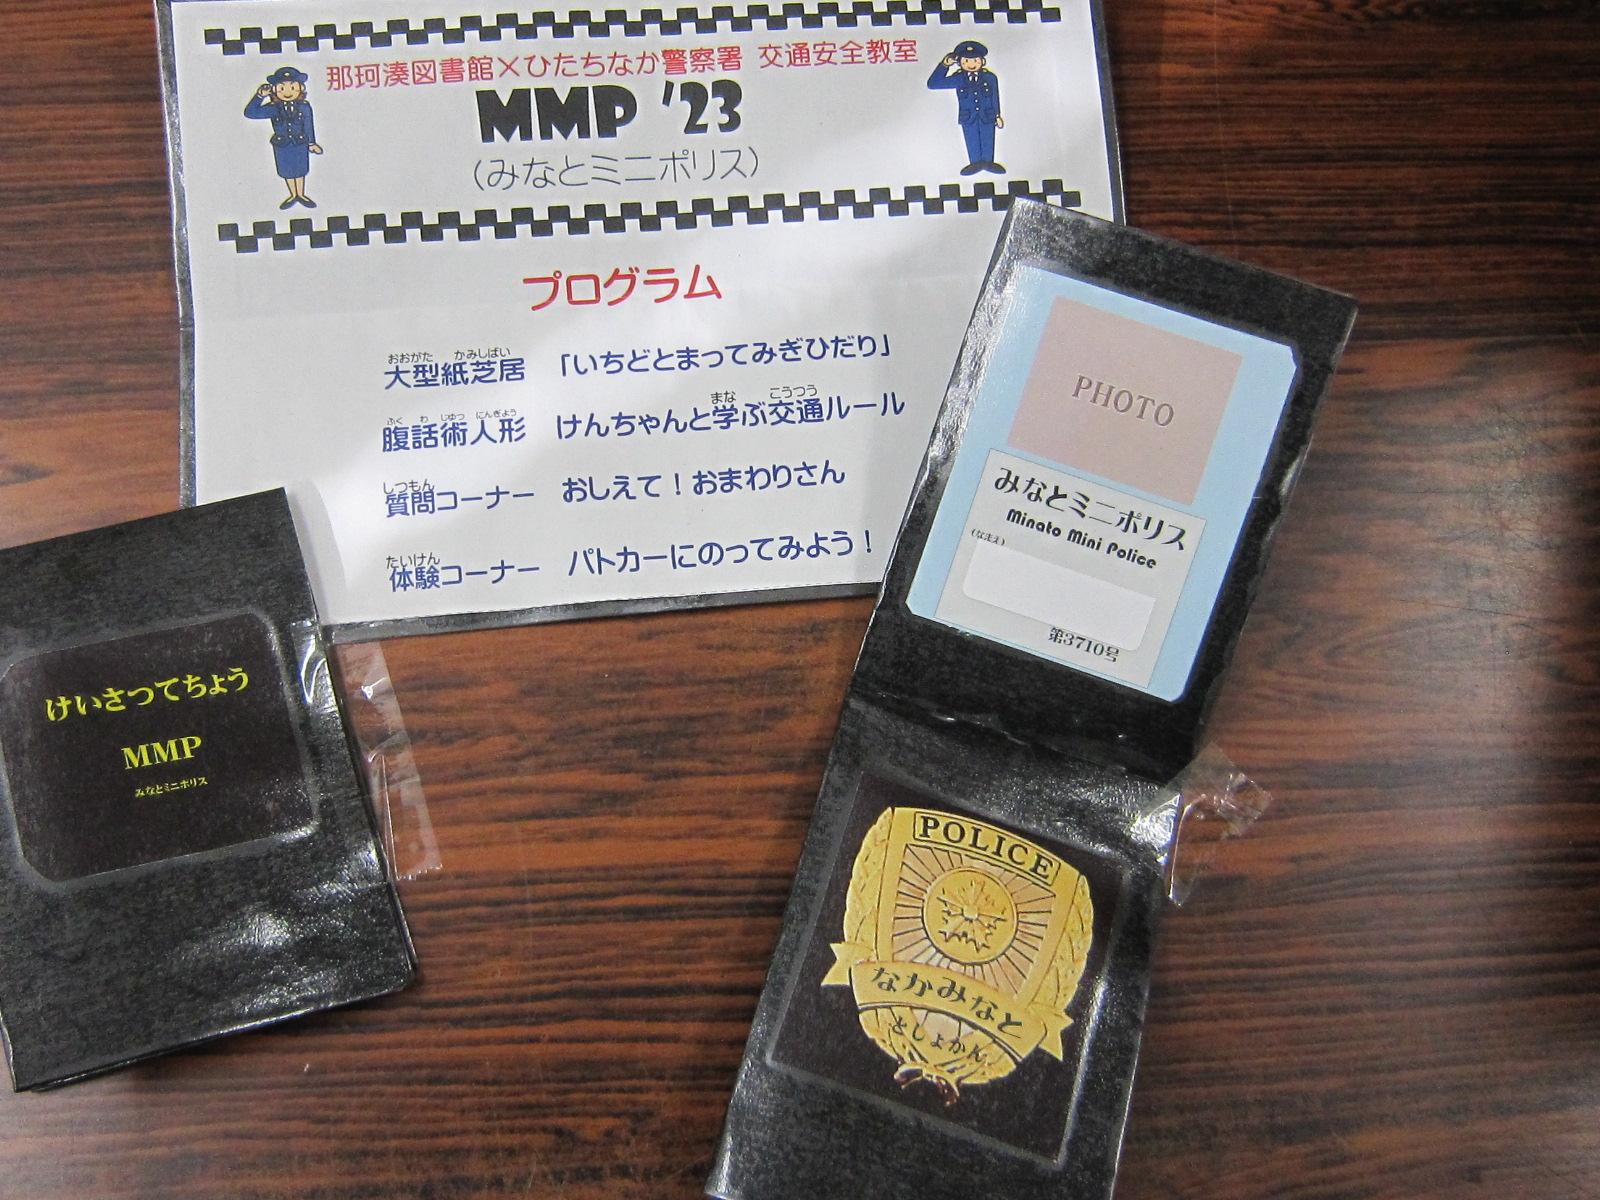 那珂湊図書館×ひたちなか警察署 交通安全教室
MMP '23
(みなとミニポリス)
プログラム
おおがた かみしばい
大型紙芝居 「いちどとまってみぎひだり」
ふく わ じゅつ にんぎょう まな こうつう
腹話術人形 けんちゃんと学ぶ交通ルール
しつもん
質問コーナー おしえて!おまわりさん
たいけん
体験コーナー パトカーにのってみよう!
けいさつてちょう
MMP
みなとミニポリス
PHOTO
みなとミニポリス
Minato Mini Police
(なまえ)
第3710号
POLICE
なかみなと
としょかん